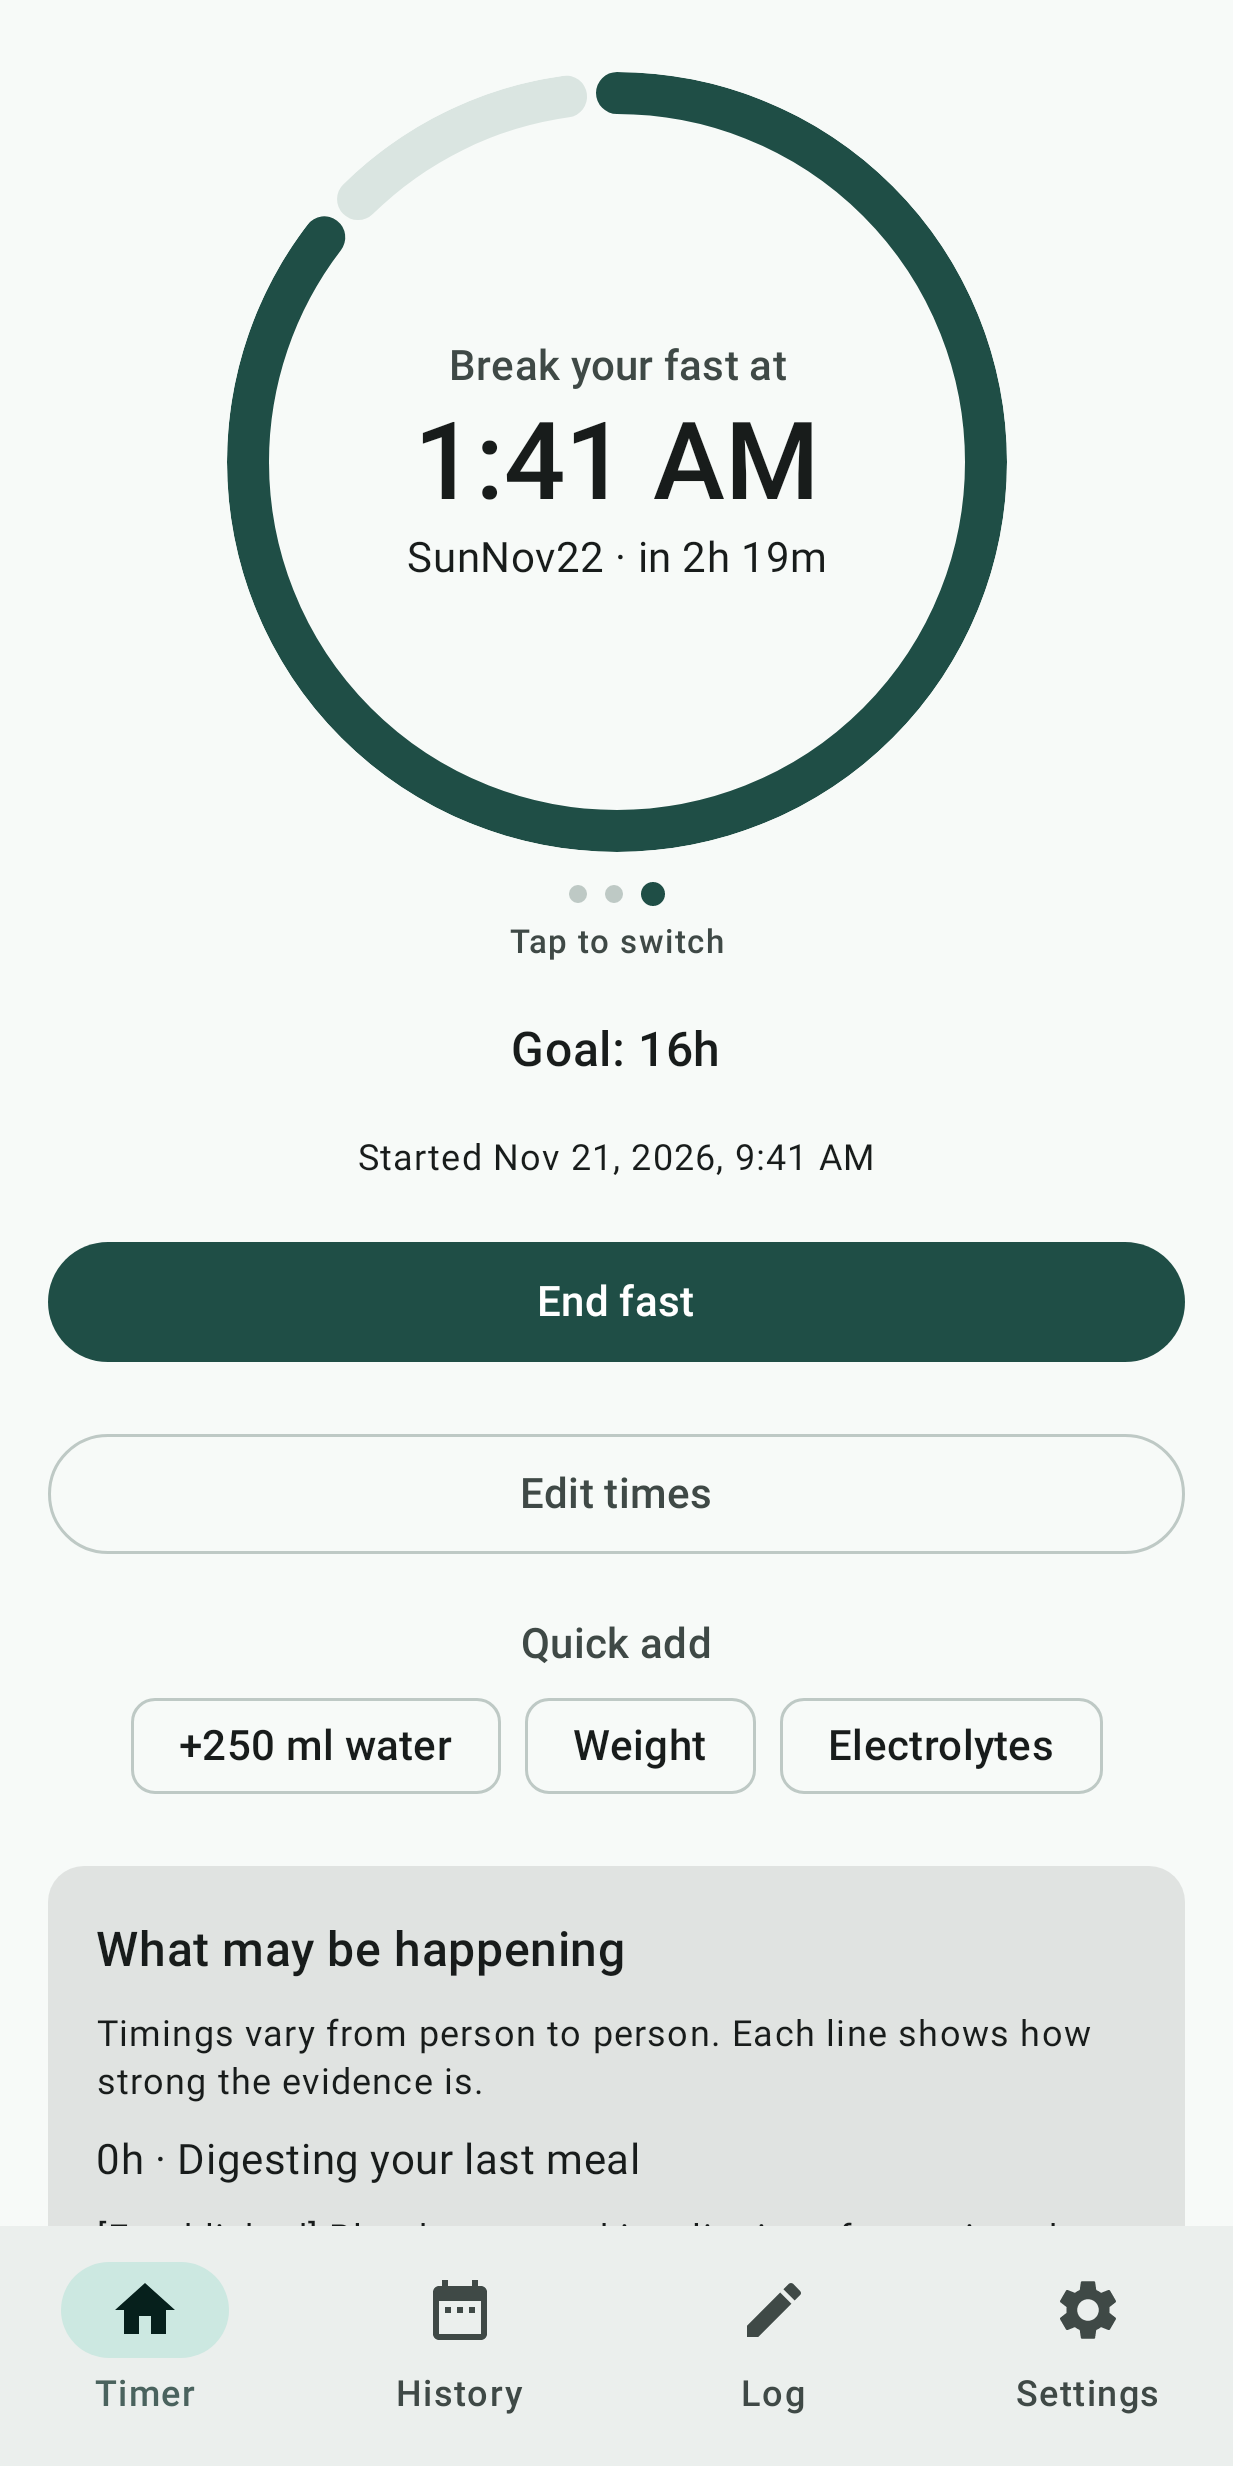 Break your fast at
1:41 AM
SunNov22 · in 2h 19m
Tap to switch
Goal: 16h
Started Nov 21, 2026, 9:41 AM
End fast
Edit times
Quick add
+250 ml water
Weight
Electrolytes
What may be happening
Timings vary from person to person. Each line shows how
strong the evidence is.
0h · Digesting your last meal
Timer
History
Log
Settings